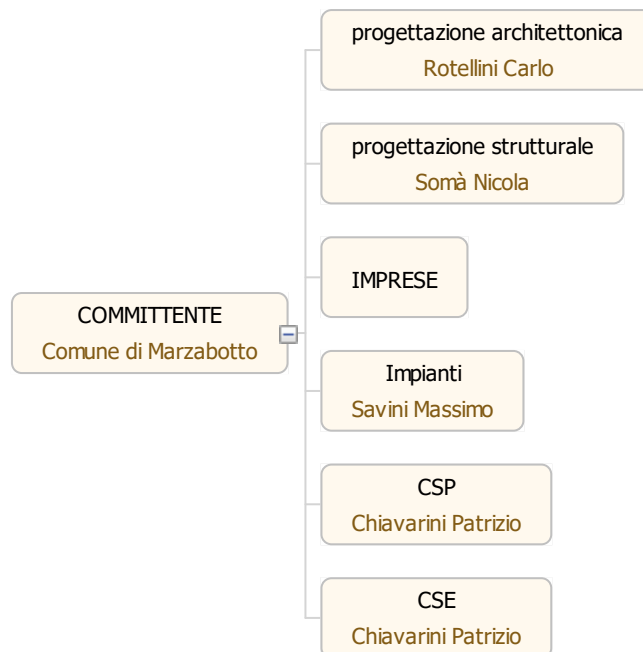 progettazione architettonica
Rotellini Carlo
progettazione strutturale
Somà Nicola
IMPRESE
COMMITTENTE
Comune di Marzabotto
Impianti
Savini Massimo
CSP
Chiavarini Patrizio
CSE
Chiavarini Patrizio